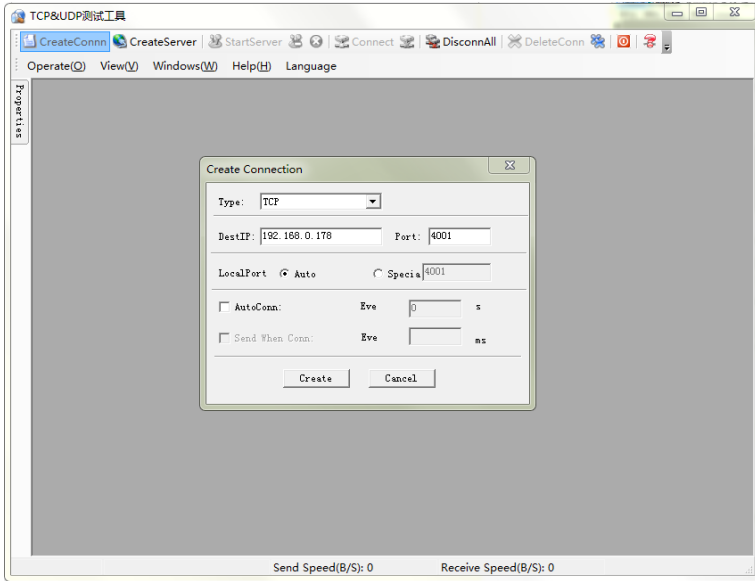 TCP&UDP测试工具
CreateConnn CreateServer StartServer Connect DisconnAll DeleteConn
Operate(O) View(V) Windows(W) Help(H) Language
Properties
Create Connection
Type: TCP
DestIP: 192.168.0.178 Port: 4001
LocalPort Auto Specia 4001
AutoConn: Eve 0 s
Send When Conn: Eve ms
Create Cancel
Send Speed(B/S): 0 Receive Speed(B/S): 0